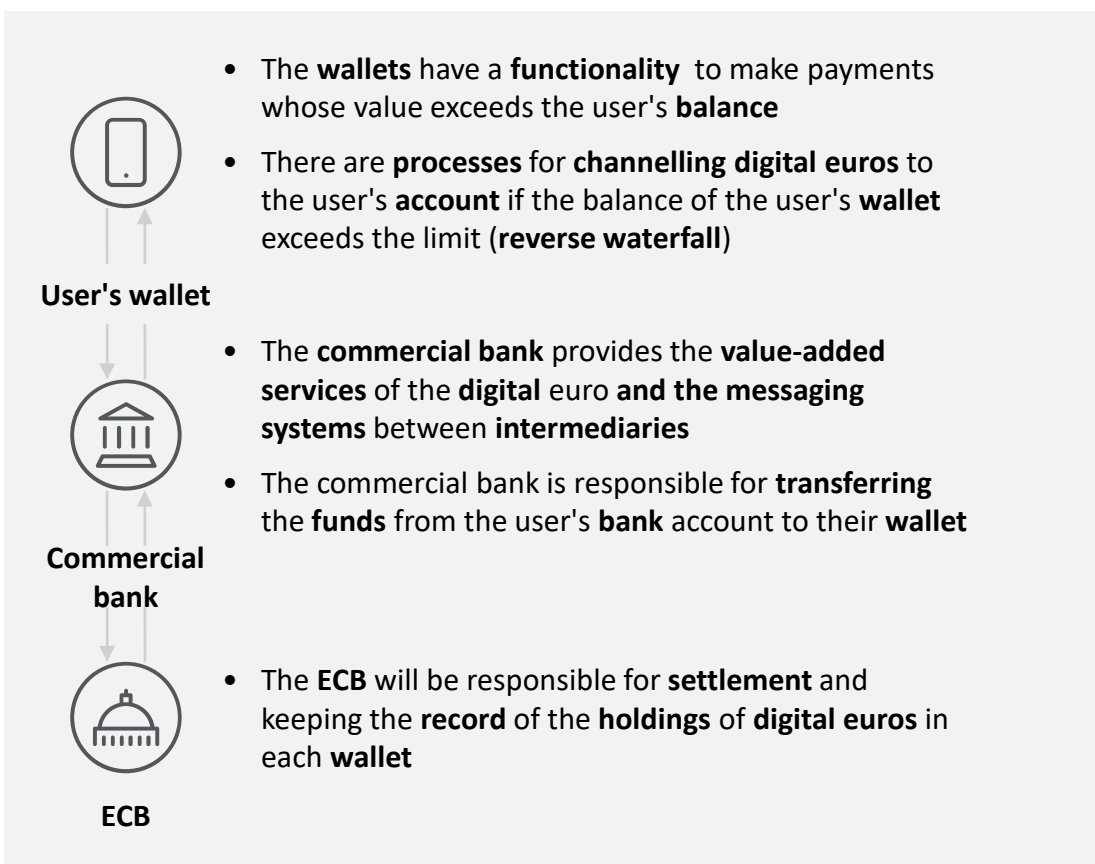 • The wallets have a functionality to make payments
whose value exceeds the user's balance
• There are processes for channelling digital euros to
the user's account if the balance of the user's wallet
exceeds the limit (reverse waterfall)
User's wallet
• The commercial bank provides the value-added
services of the digital euro and the messaging
systems between intermediaries
• The commercial bank is responsible for transferring
the funds from the user's bank account to their wallet
Commercial
bank
• The ECB will be responsible for settlement and
keeping the record of the holdings of digital euros in
each wallet
ECB